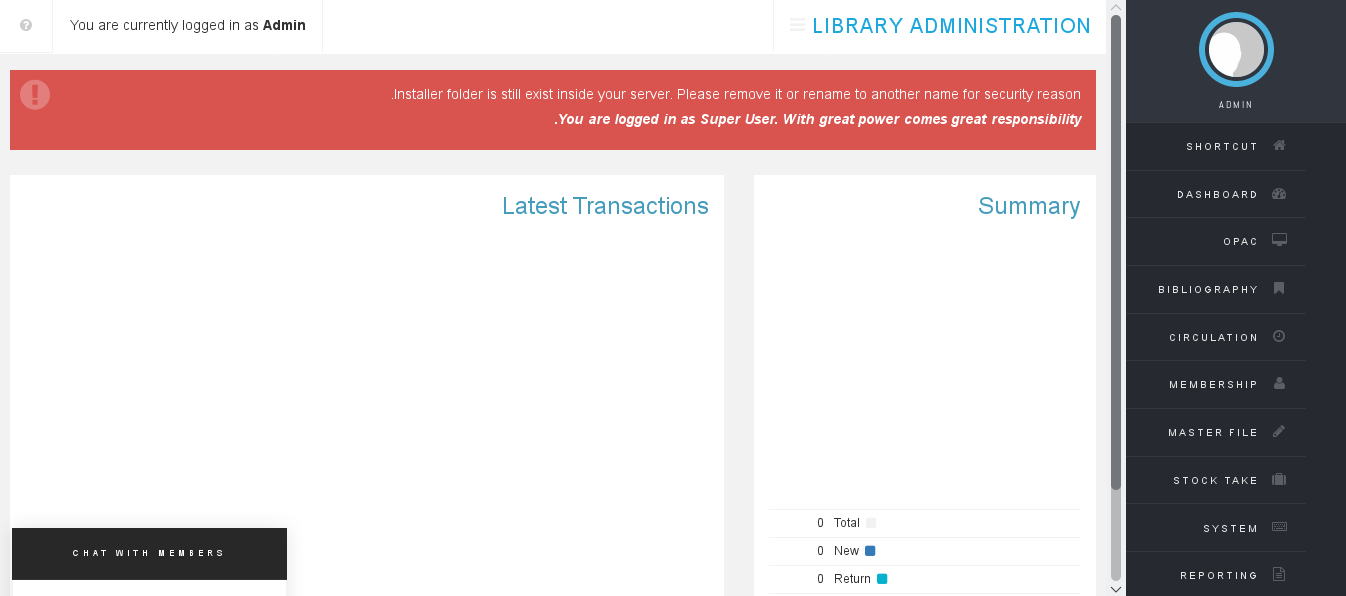 You are currently logged in as Admin
LIBRARY ADMINISTRATION
.Installer folder is still exist inside your server. Please remove it or rename to another name for security reason
.You are logged in as Super User. With great power comes great responsibility
Latest Transactions
Summary
0 Total
0 New
0 Return
CHAT WITH MEMBERS
ADMIN
SHORTCUT
DASHBOARD
OPAC
BIBLIOGRAPHY
CIRCULATION
MEMBERSHIP
MASTER FILE
STOCK TAKE
SYSTEM
REPORTING